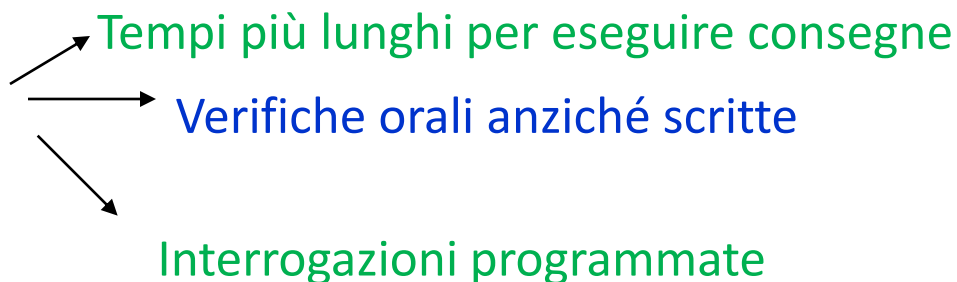 Tempi più lunghi per eseguire consegne
Verifiche orali anziché scritte
Interrogazioni programmate